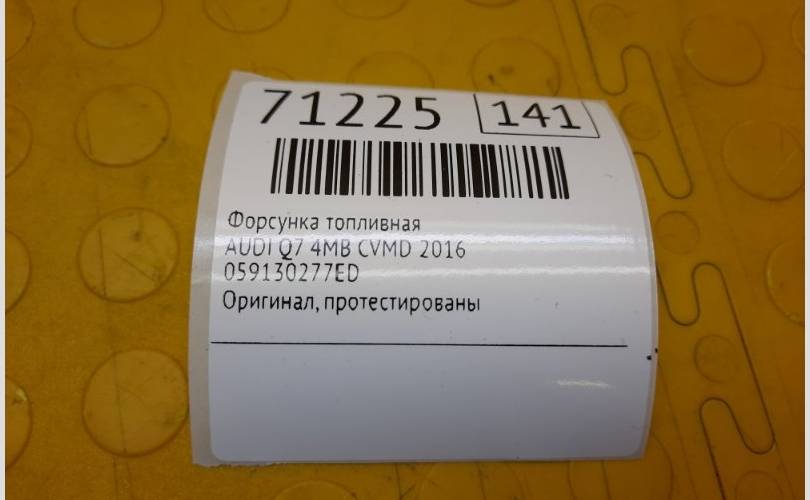 71225 141
Форсунка топливная
AUDI Q7 4MB CVMD 2016
059130277ED
Оригинал, протестированы